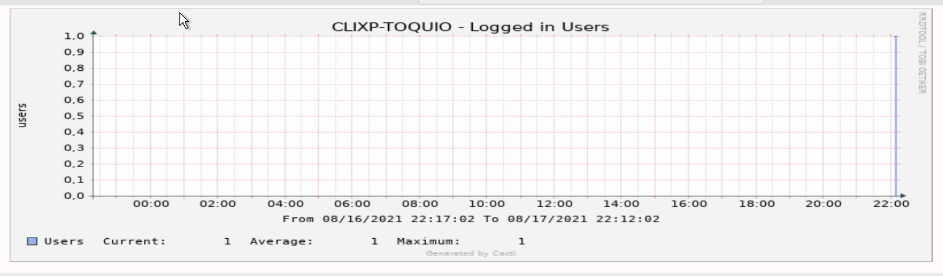 CLIXP-TOQUIO - Logged in Users
RRDTOOL / TOBI OETIKER
users
1,0
0,9
0,8
0,7
0,6
0,5
0,4
0,3
0,2
0,1
0,0
00:00 02:00 04:00 06:00 08:00 10:00 12:00 14:00 16:00 18:00 20:00 22:00
From 08/16/2021 22:17:02 To 08/17/2021 22:12:02
Users Current: 1 Average: 1 Maximum: 1
Generated by Cacti